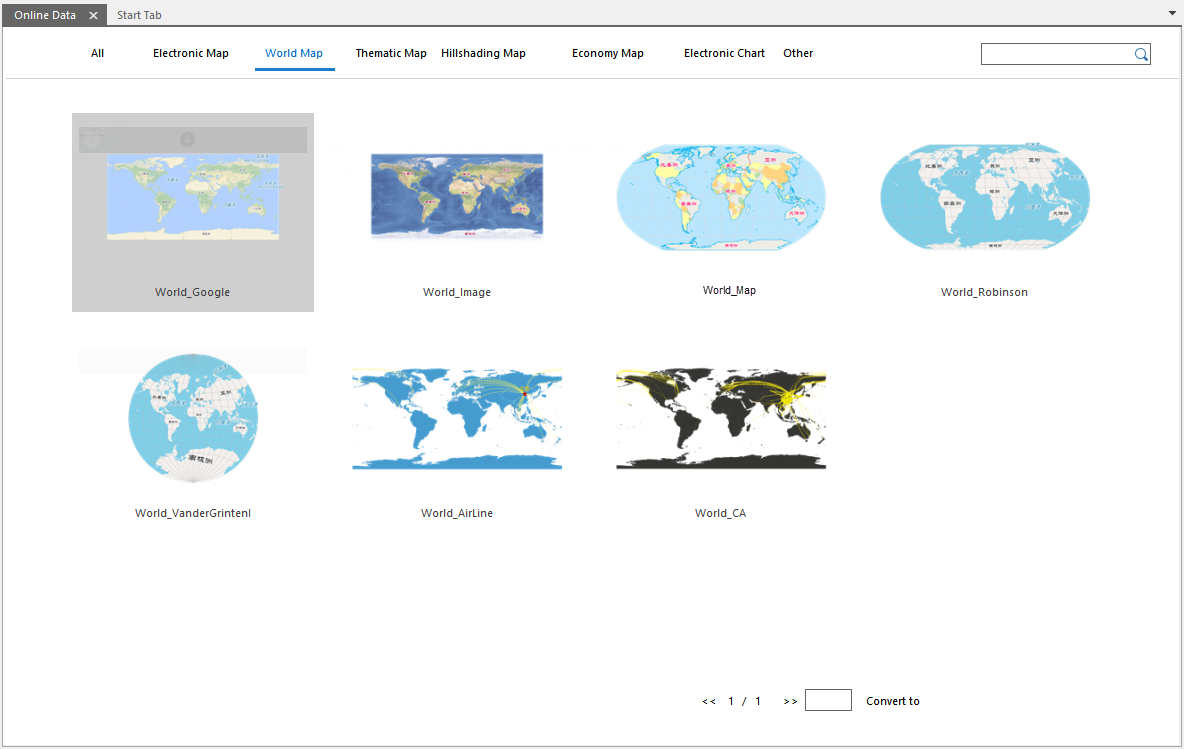 Online Data
Start Tab
All
Electronic Map
World Map
Thematic Map
Hillshading Map
Economy Map
Electronic Chart
Other
World_Google
World_Image
World_Map
World_Robinson
World_VanderGrintenI
World_AirLine
World_CA
<< 1 / 1 >>
Convert to